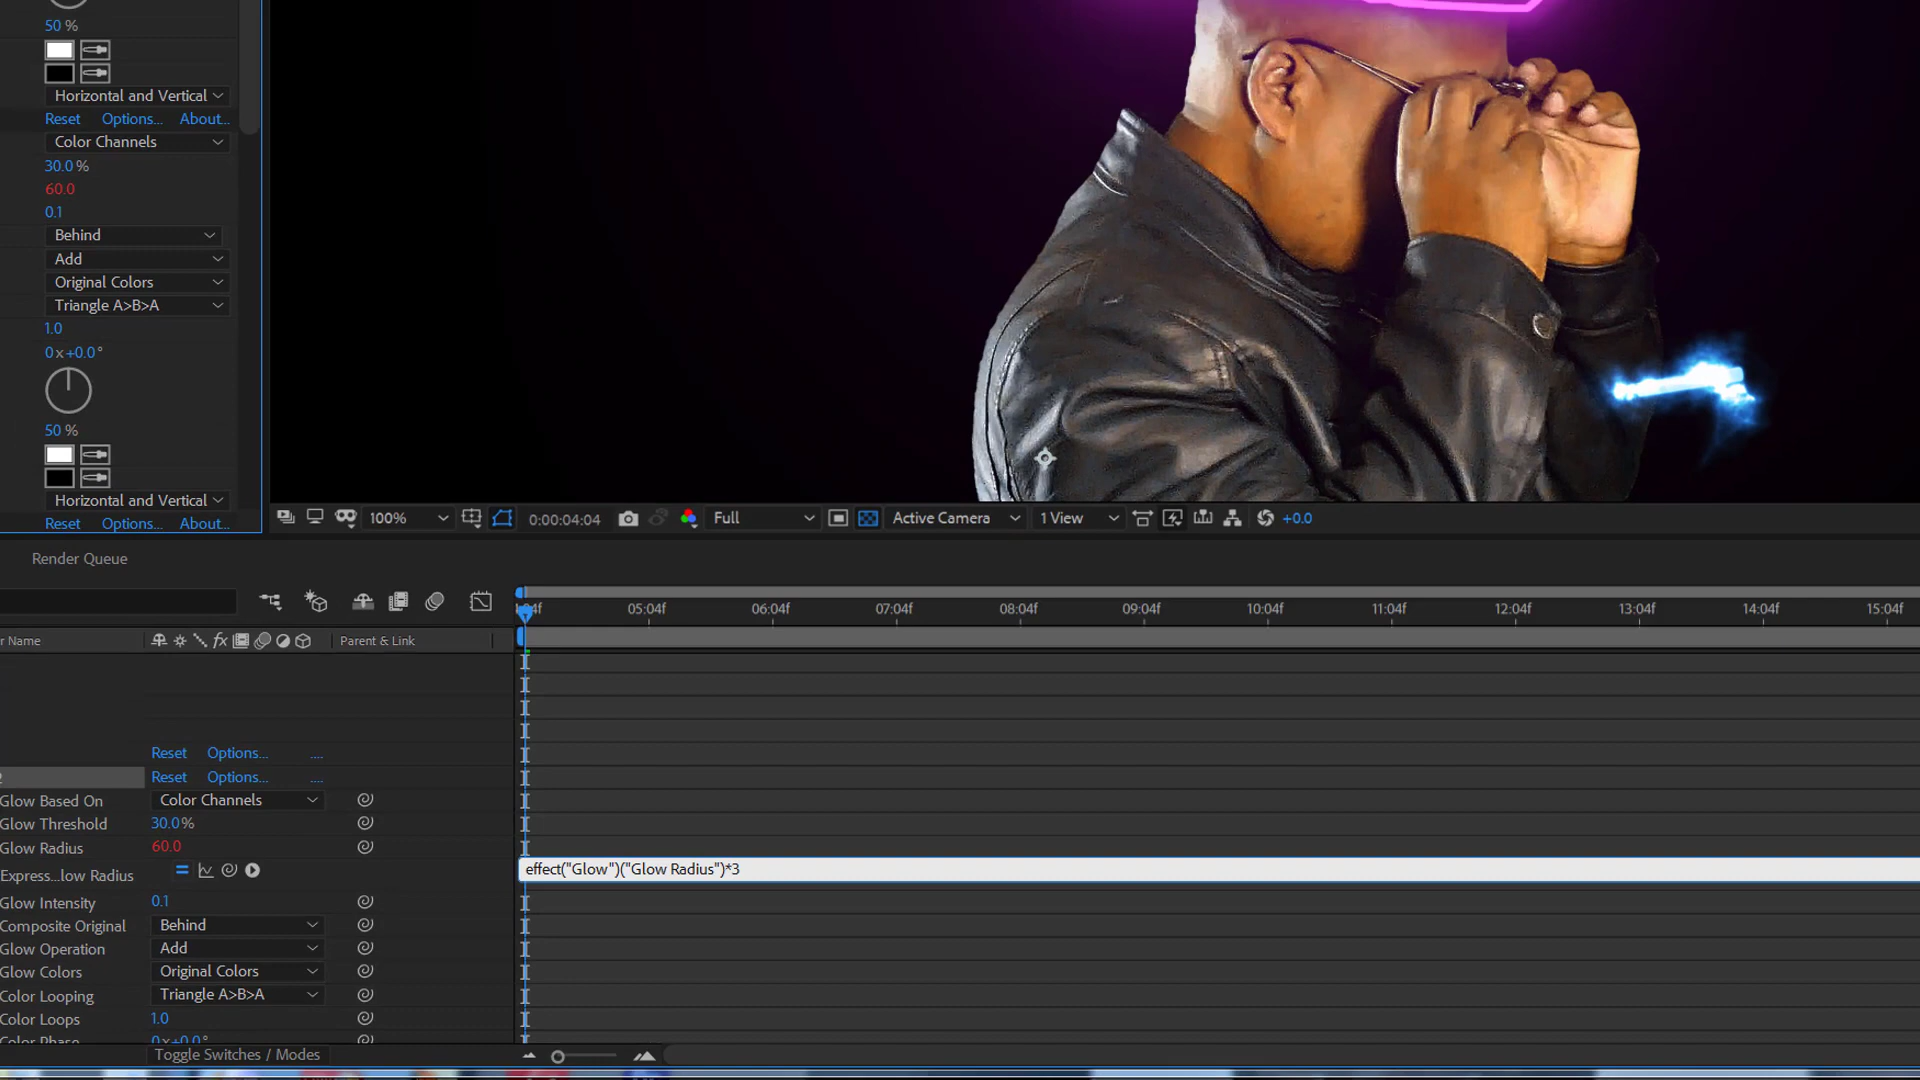 50 %
Horizontal and Vertical
Reset Options... About...
Color Channels
30.0 %
60.0
0.1
Behind
Add
Original Colors
Triangle A>B>A
1.0
0 x +0.0 °
50 %
Horizontal and Vertical
Reset Options... About...
100% 0:00:04:04 Full Active Camera 1 View +0.0
Render Queue
05:04f 06:04f 07:04f 08:04f 09:04f 10:04f 11:04f 12:04f 13:04f 14:04f 15:04f
Name fx Parent & Link
Reset Options... ....
Reset Options... ....
Glow Based On Color Channels
Glow Threshold 30.0 %
Glow Radius 60.0
Express...low Radius effect("Glow")("Glow Radius")*3
Glow Intensity 0.1
Composite Original Behind
Glow Operation Add
Glow Colors Original Colors
Color Looping Triangle A>B>A
Color Loops 1.0
Color Phase 0 x +0.0 °
Toggle Switches / Modes